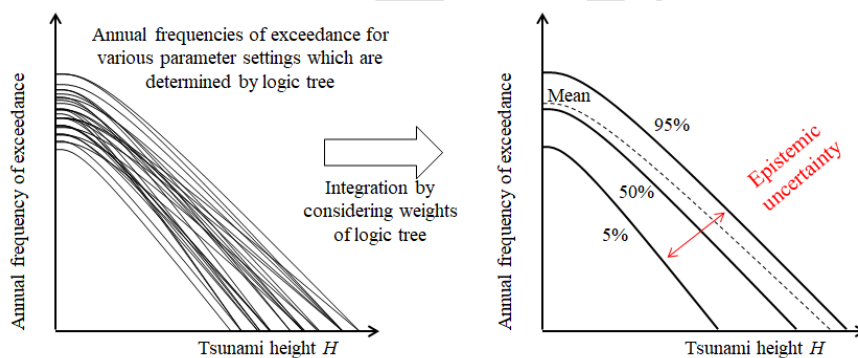 Annual frequencies of exceedance for
various parameter settings which are
determined by logic tree
Annual frequency of exceedance
Tsunami height H
Integration by
considering weights
of logic tree
Annual frequency of exceedance
Mean
95%
50%
5%
Epistemic
uncertainty
Tsunami height H